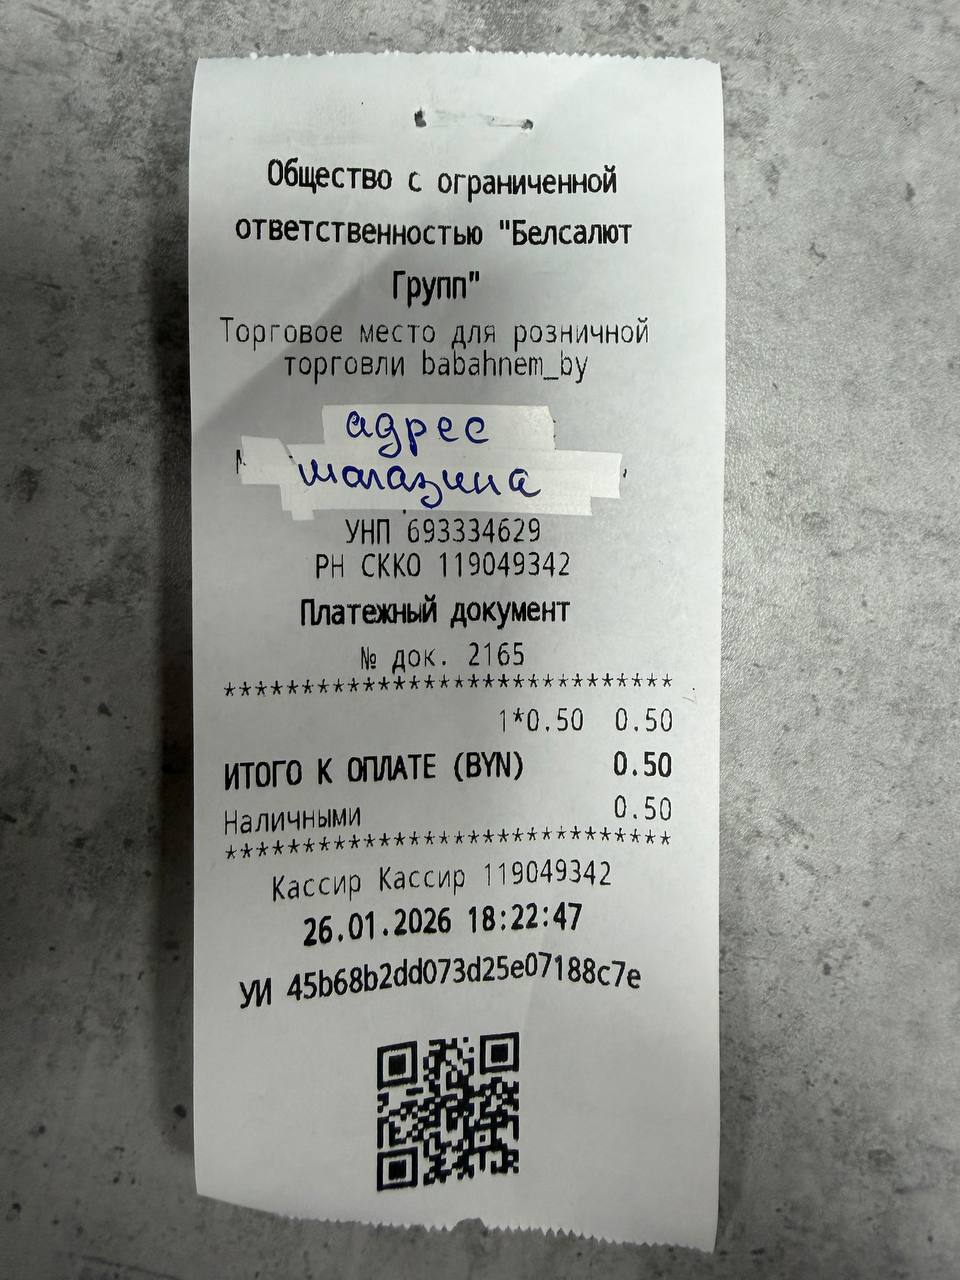 Общество с ограниченной
ответственностью "Белсалют
Групп"
Торговое место для розничной
торговли babahnem_by
адрес
магазина
УНП 693334629
РН СККО 119049342
Платежный документ
№ док. 2165
******************************
1*0.50 0.50
ИТОГО К ОПЛАТЕ (BYN) 0.50
Наличными 0.50
******************************
Кассир Кассир 119049342
26.01.2026 18:22:47
УИ 45b68b2dd073d25e07188c7e